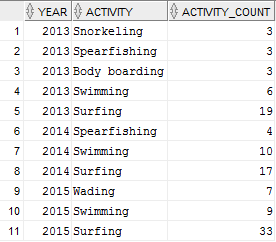 YEAR ACTIVITY ACTIVITY_COUNT
1 2013 Snorkeling 3
2 2013 Spearfishing 3
3 2013 Body boarding 3
4 2013 Swimming 6
5 2013 Surfing 19
6 2014 Spearfishing 4
7 2014 Swimming 10
8 2014 Surfing 17
9 2015 Wading 7
10 2015 Swimming 9
11 2015 Surfing 33